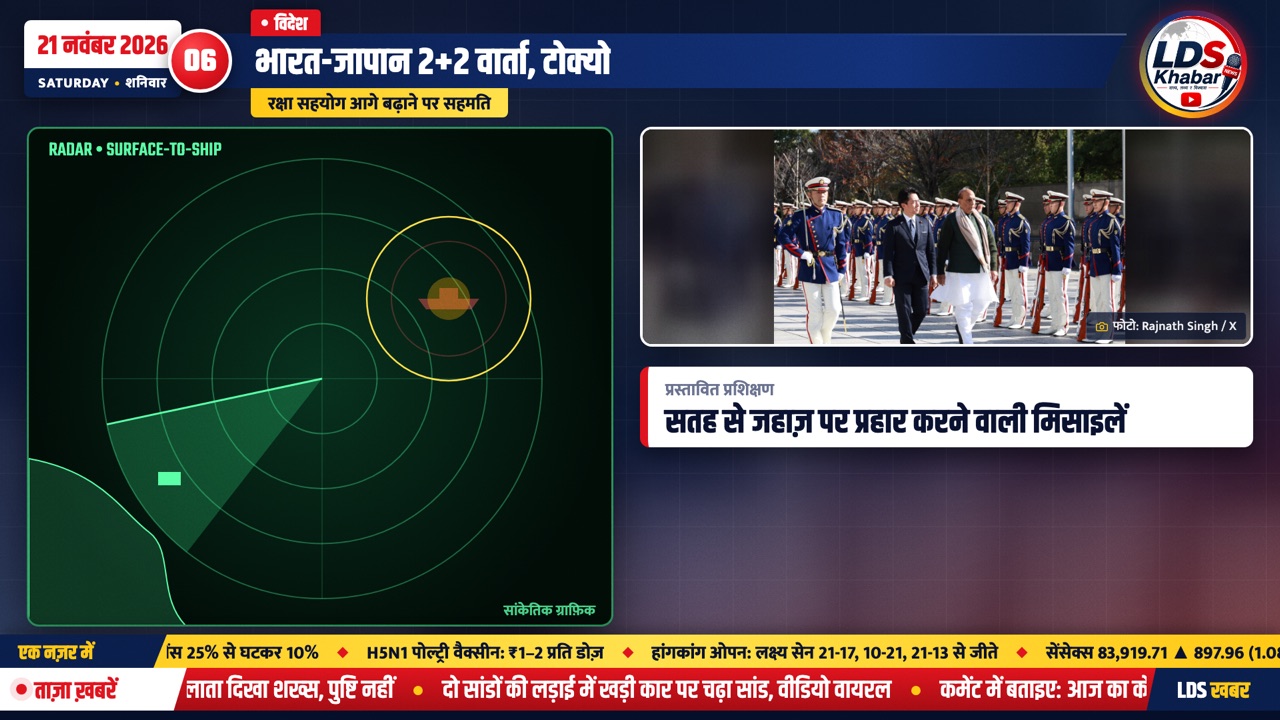 21 नवंबर 2026
SATURDAY • शनिवार
06
• विदेश
भारत-जापान 2+2 वार्ता, टोक्यो
रक्षा सहयोग आगे बढ़ाने पर सहमति
LDS
Khabar
NEWS
RADAR • SURFACE-TO-SHIP
सांकेतिक ग्राफ़िक
फोटो: Rajnath Singh / X
प्रस्तावित प्रशिक्षण
सतह से जहाज़ पर प्रहार करने वाली मिसाइलें
एक नज़र में
25% से घटकर 10% ◆ H5N1 पोल्ट्री वैक्सीन: ₹1–2 प्रति डोज़ ◆ हांगकांग ओपन: लक्ष्य सेन 21-17, 10-21, 21-13 से जीते ◆ सेंसेक्स 83,919.71 ▲ 897.96
ताज़ा ख़बरें
दिखा शख्स, पुष्टि नहीं • दो सांडों की लड़ाई में खड़ी कार पर चढ़ा सांड, वीडियो वायरल • कमेंट में बताइए: आज का
LDS खबर